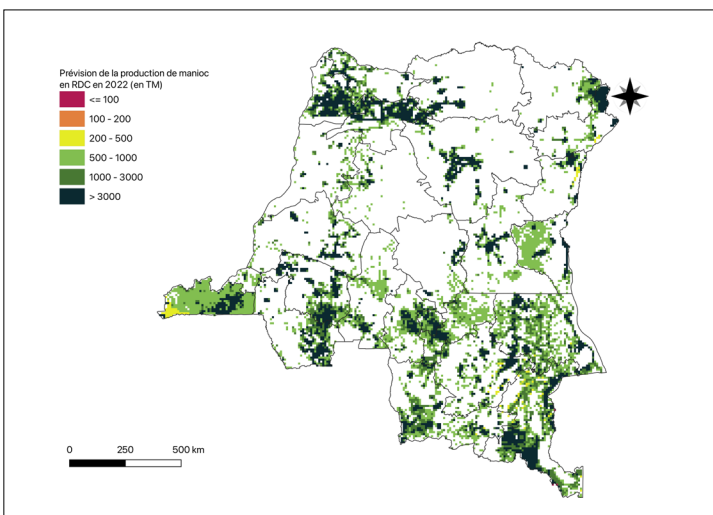 Prévision de la production de manioc
en RDC en 2022 (en TM)
<= 100
100 - 200
200 - 500
500 - 1000
1000 - 3000
> 3000
0 250 500 km